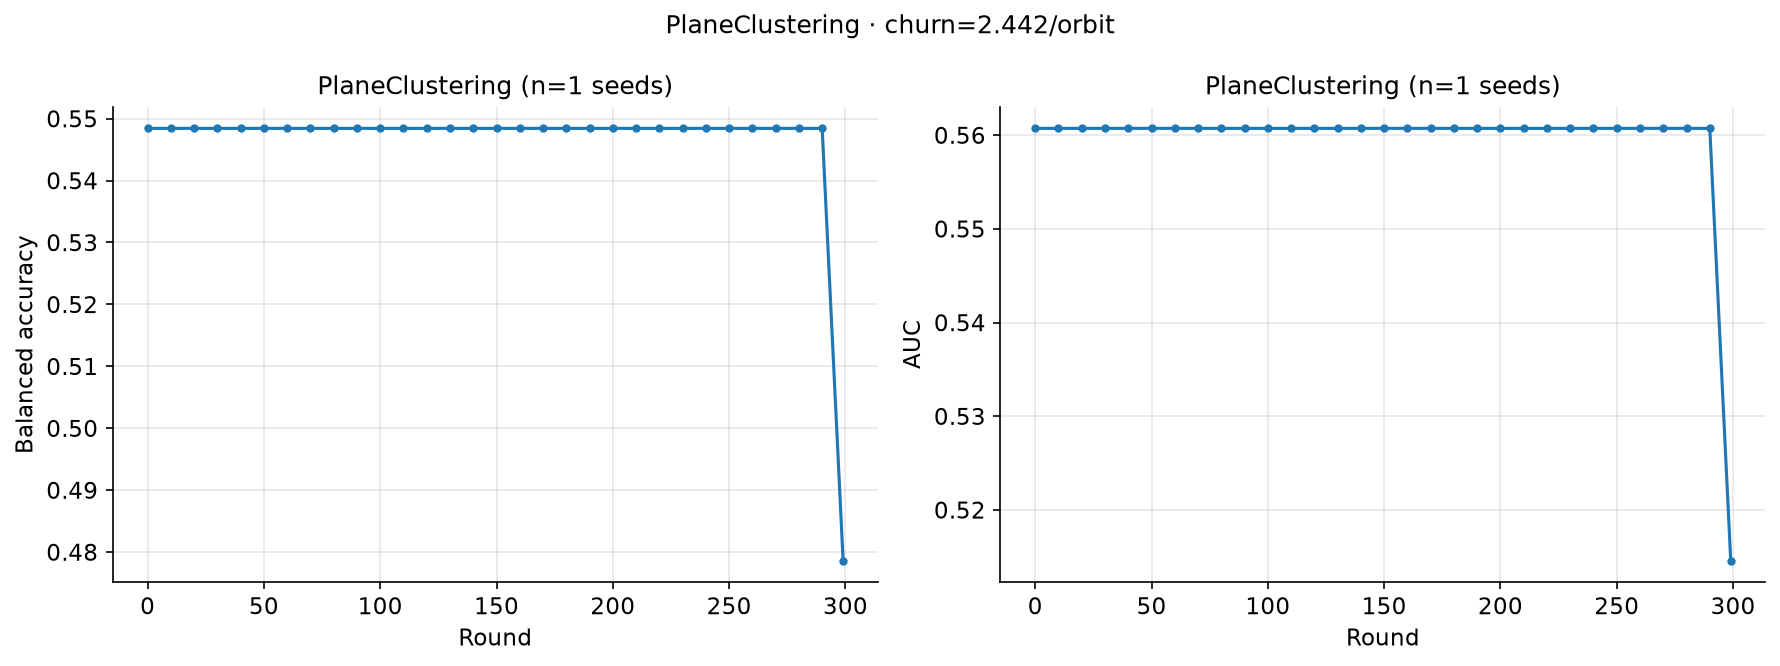 PlaneClustering · churn=2.442/orbit
PlaneClustering (n=1 seeds)
Balanced accuracy
0.55
0.54
0.53
0.52
0.51
0.50
0.49
0.48
0 50 100 150 200 250 300
Round
PlaneClustering (n=1 seeds)
AUC
0.56
0.55
0.54
0.53
0.52
0 50 100 150 200 250 300
Round